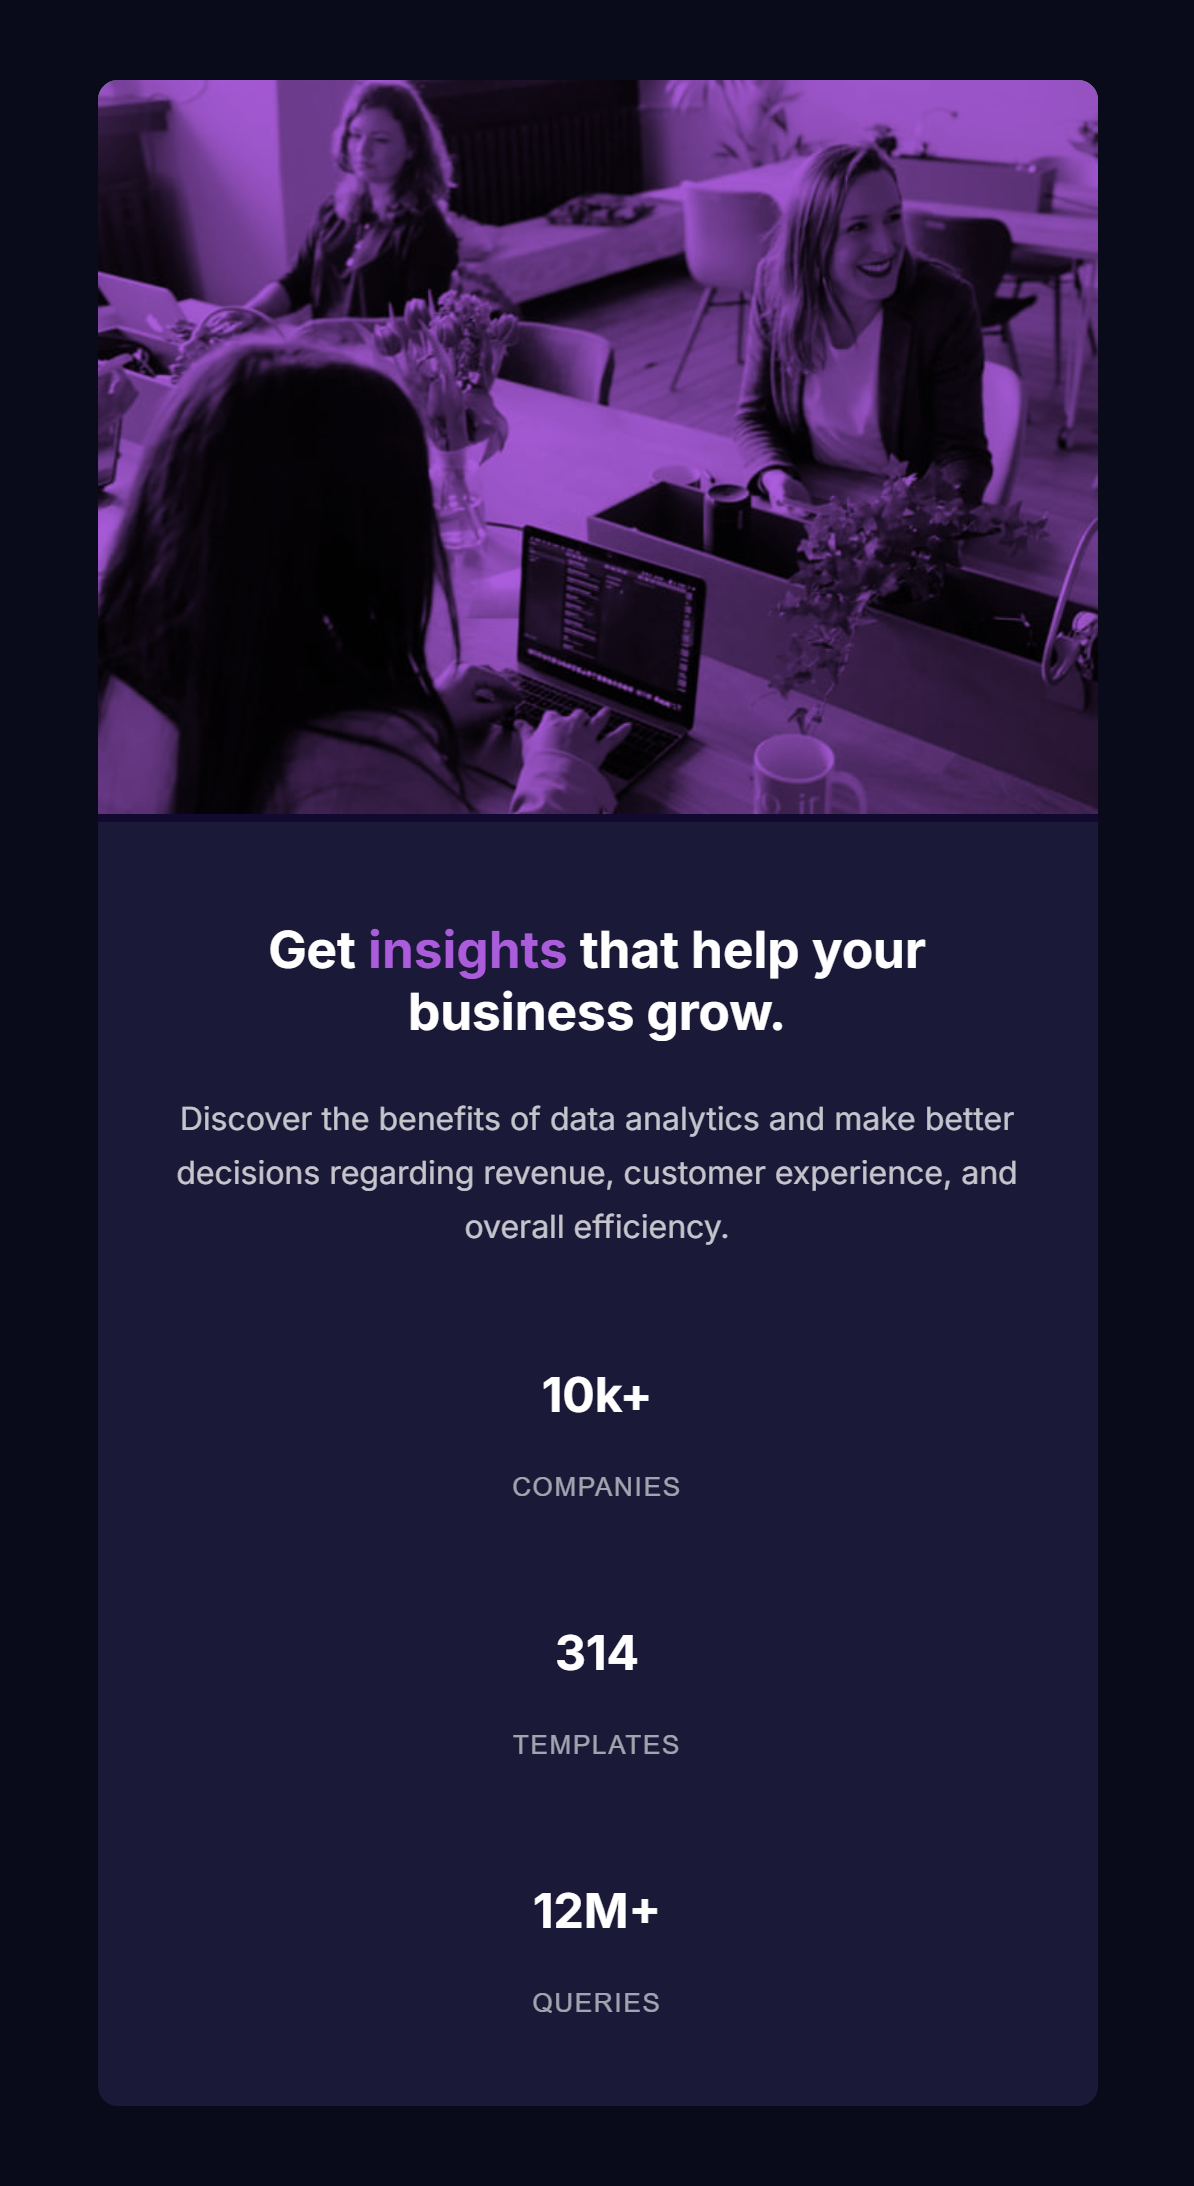 Get insights that help your
business grow.
Discover the benefits of data analytics and make better
decisions regarding revenue, customer experience, and
overall efficiency.
10k+
COMPANIES
314
TEMPLATES
12M+
QUERIES